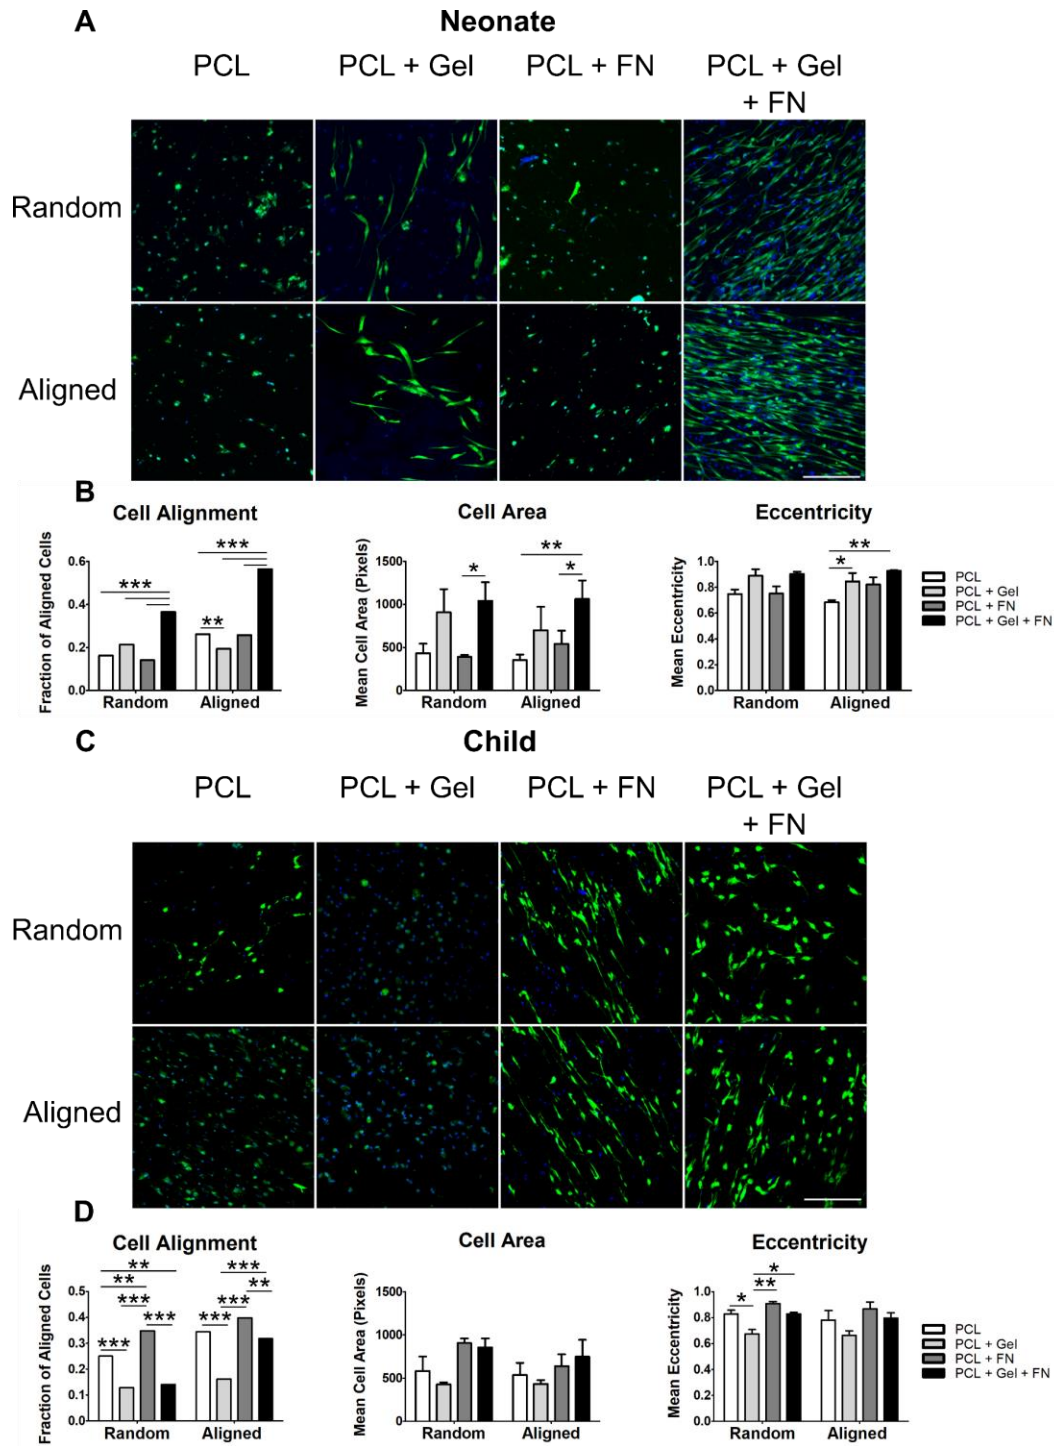 A
Neonate
PCL PCL + Gel PCL + FN PCL + Gel
+ FN
Random
Aligned
B
Cell Alignment
Fraction of Aligned Cells
0.6
0.4
0.2
0.0
***
**
***
Random Aligned
Cell Area
Mean Cell Area (Pixels)
1500
1000
500
0
*
**
*
Random Aligned
Eccentricity
Mean Eccentricity
1.0
0.8
0.6
0.4
0.2
0.0
**
*
Random Aligned
PCL
PCL + Gel
PCL + FN
PCL + Gel + FN
C
Child
PCL PCL + Gel PCL + FN PCL + Gel
+ FN
Random
Aligned
D
Cell Alignment
Fraction of Aligned Cells
0.5
0.4
0.3
0.2
0.1
0.0
**
**
***
***
***
***
**
***
***
Random Aligned
Cell Area
Mean Cell Area (Pixels)
1500
1000
500
0
Random Aligned
Eccentricity
Mean Eccentricity
1.0
0.8
0.6
0.4
0.2
0.0
*
**
*
Random Aligned
PCL
PCL + Gel
PCL + FN
PCL + Gel + FN